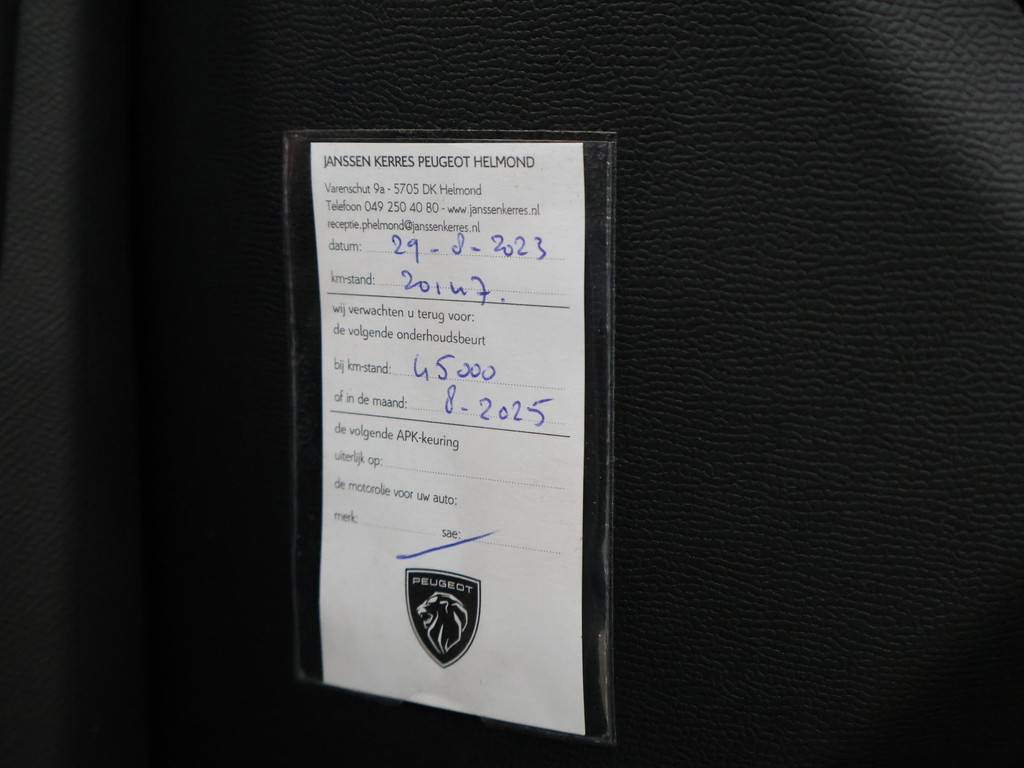 JANSSEN KERRES PEUGEOT HELMOND
Varenschut 9a - 5705 DK Helmond
Telefoon 049 250 40 80 - www.janssenkerres.nl
receptie.phelmond@janssenkerres.nl
datum: 29-8-2023
km-stand: 20147.
wij verwachten u terug voor:
de volgende onderhoudsbeurt
bij km-stand: 45000
of in de maand: 8-2025
de volgende APK-keuring
uiterlijk op:
de motorolie voor uw auto:
merk: sae:
PEUGEOT